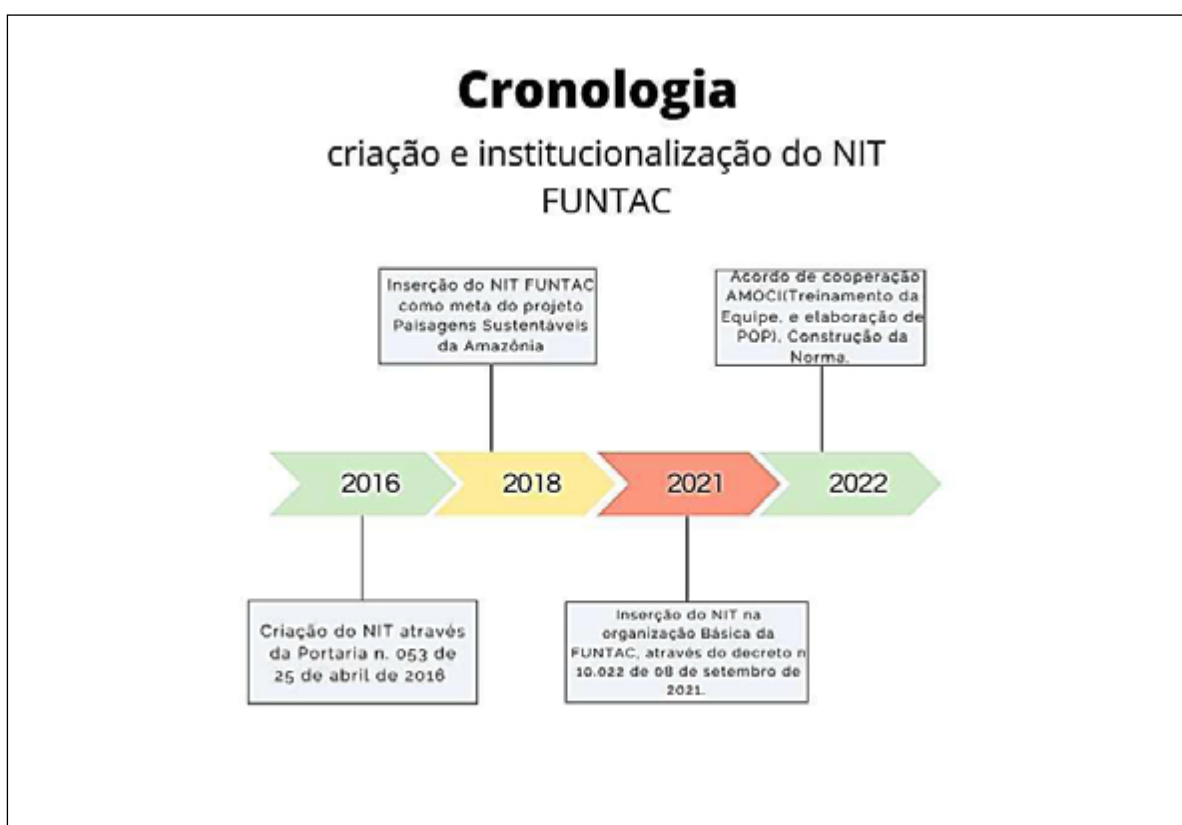 Cronologia
criação e institucionalização do NIT
FUNTAC
Inserção do NIT FUNTAC
como meta do projeto
Paisagens Sustentáveis
da Amazônia
Acordo de cooperação
AMOCI(Treinamento da
Equipe, e elaboração de
POP), Construção da
Norma.
2016
2018
2021
2022
Criação do NIT através
da Portaria n. 053 de
25 de abril de 2016
Inserção do NIT na
organização Básica da
FUNTAC, através do decreto n
10.022 de 08 de setembro de
2021.